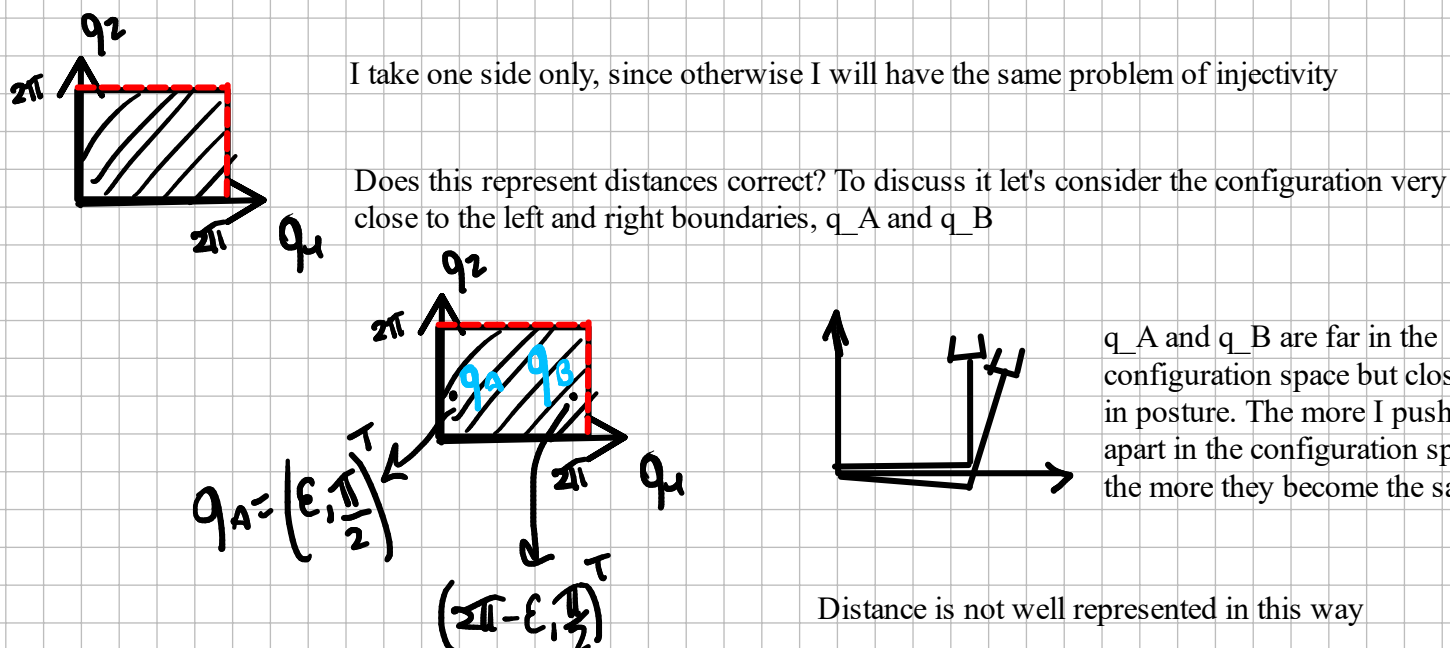 q2
2π
I take one side only, since otherwise I will have the same problem of injectivity
2π
q1
Does this represent distances correct? To discuss it let's consider the configuration very
close to the left and right boundaries, q_A and q_B
q2
2π
qA qB
2π
q1
q_A and q_B are far in the
configuration space but clos
in posture. The more I push
apart in the configuration sp
the more they become the sa
qA=(ε,π/2)^T
(2π-ε,π/2)^T
Distance is not well represented in this way